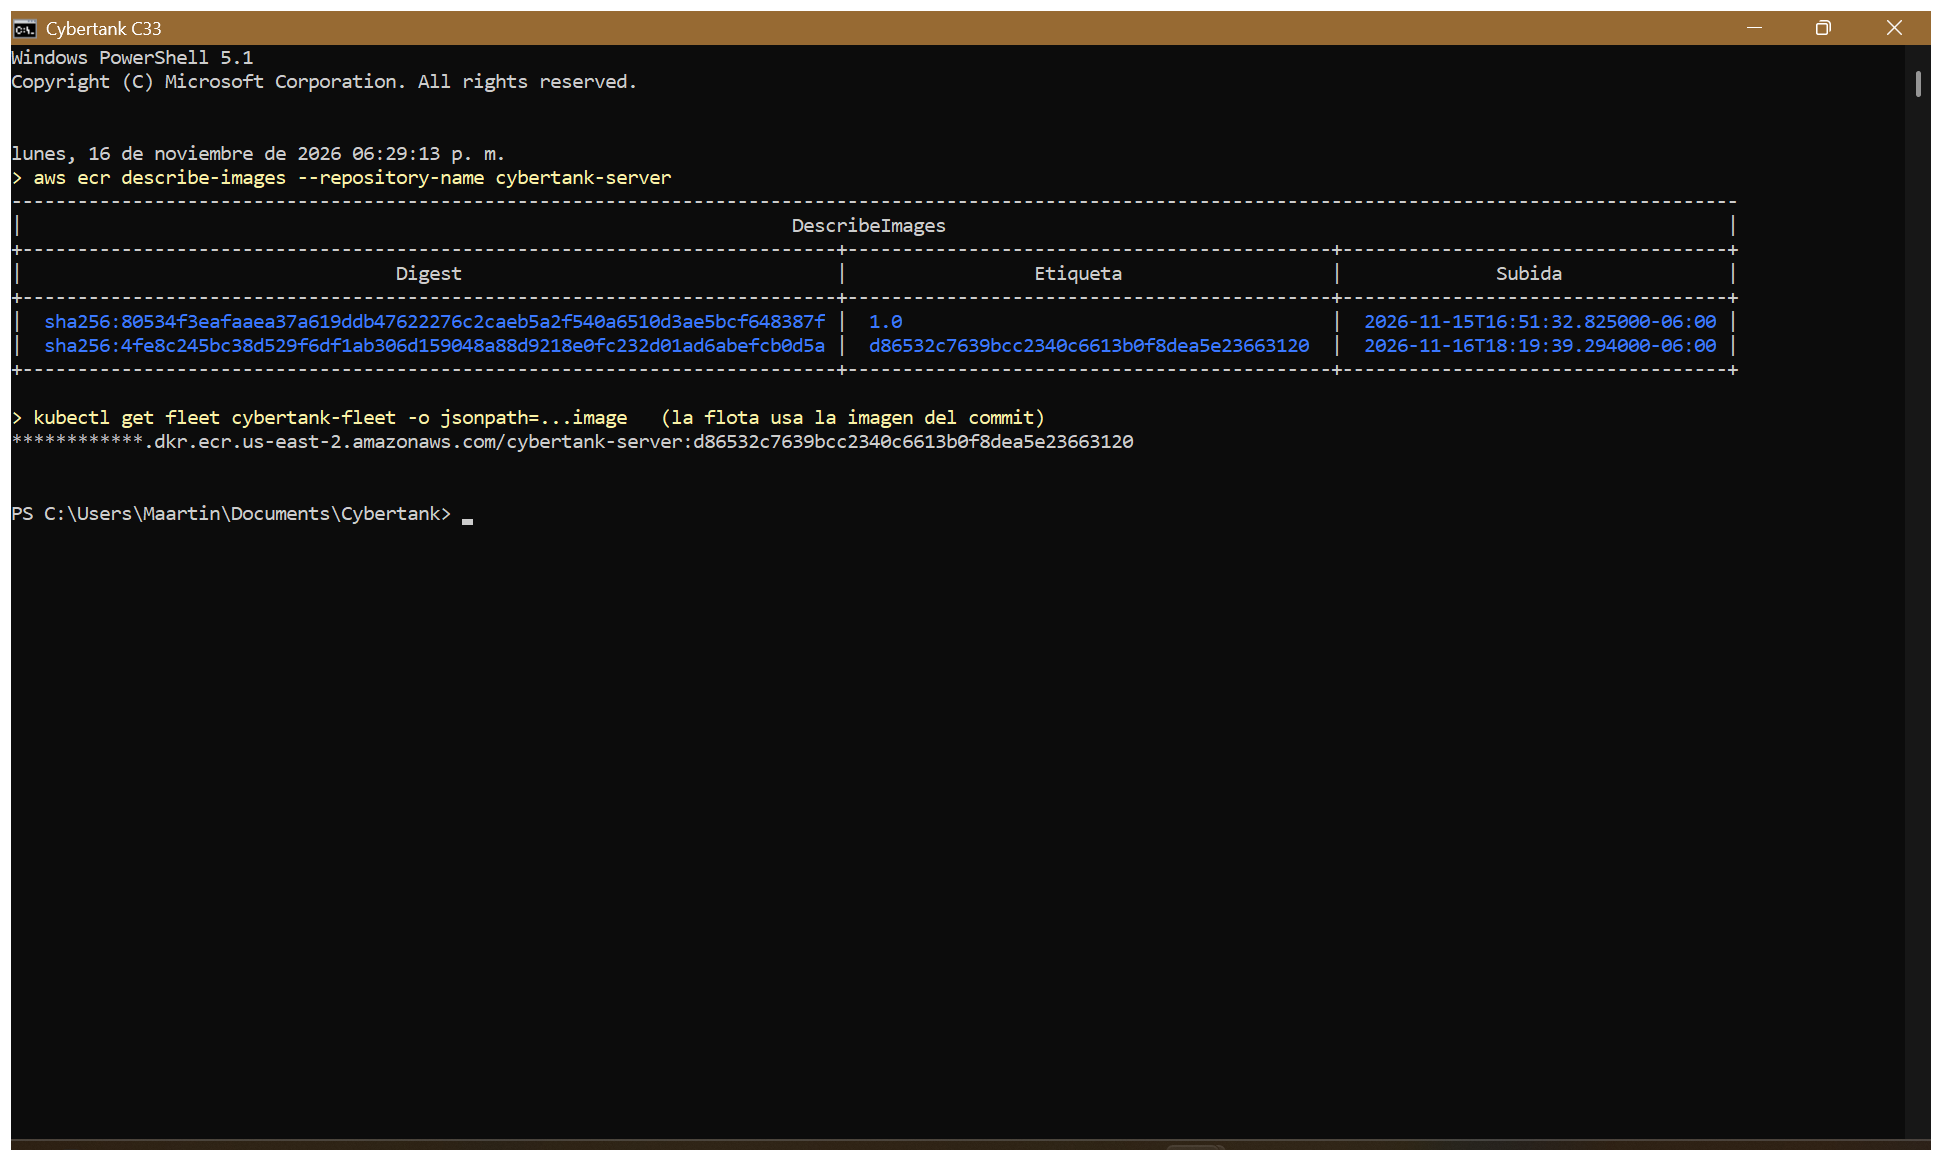 Cybertank C33
Windows PowerShell 5.1
Copyright (C) Microsoft Corporation. All rights reserved.
lunes, 16 de noviembre de 2026 06:29:13 p. m.
> aws ecr describe-images --repository-name cybertank-server
DescribeImages
Digest | Etiqueta | Subida
sha256:80534f3eafaaea37a619ddb47622276c2caeb5a2f540a6510d3ae5bcf648387f | 1.0 | 2026-11-15T16:51:32.825000-06:00
sha256:4fe8c245bc38d529f6df1ab306d159048a88d9218e0fc232d01ad6abefcb0d5a | d86532c7639bcc2340c6613b0f8dea5e23663120 | 2026-11-16T18:19:39.294000-06:00
> kubectl get fleet cybertank-fleet -o jsonpath=...image (la flota usa la imagen del commit)
************.dkr.ecr.us-east-2.amazonaws.com/cybertank-server:d86532c7639bcc2340c6613b0f8dea5e23663120
PS C:\Users\Maartin\Documents\Cybertank>